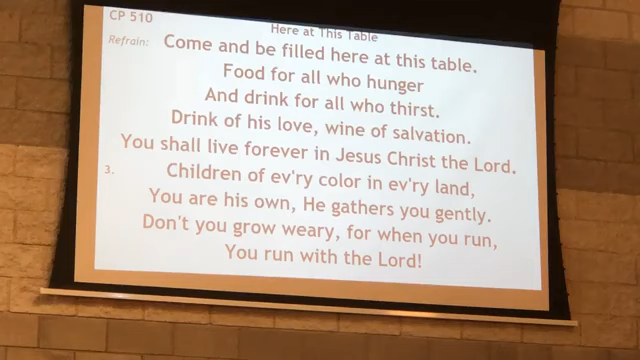 CP 510
Here at This Table
Refrain: Come and be filled here at this table.
Food for all who hunger
And drink for all who thirst.
Drink of his love, wine of salvation.
You shall live forever in Jesus Christ the Lord.
3. Children of ev'ry color in ev'ry land,
You are his own, He gathers you gently.
Don't you grow weary, for when you run,
You run with the Lord!